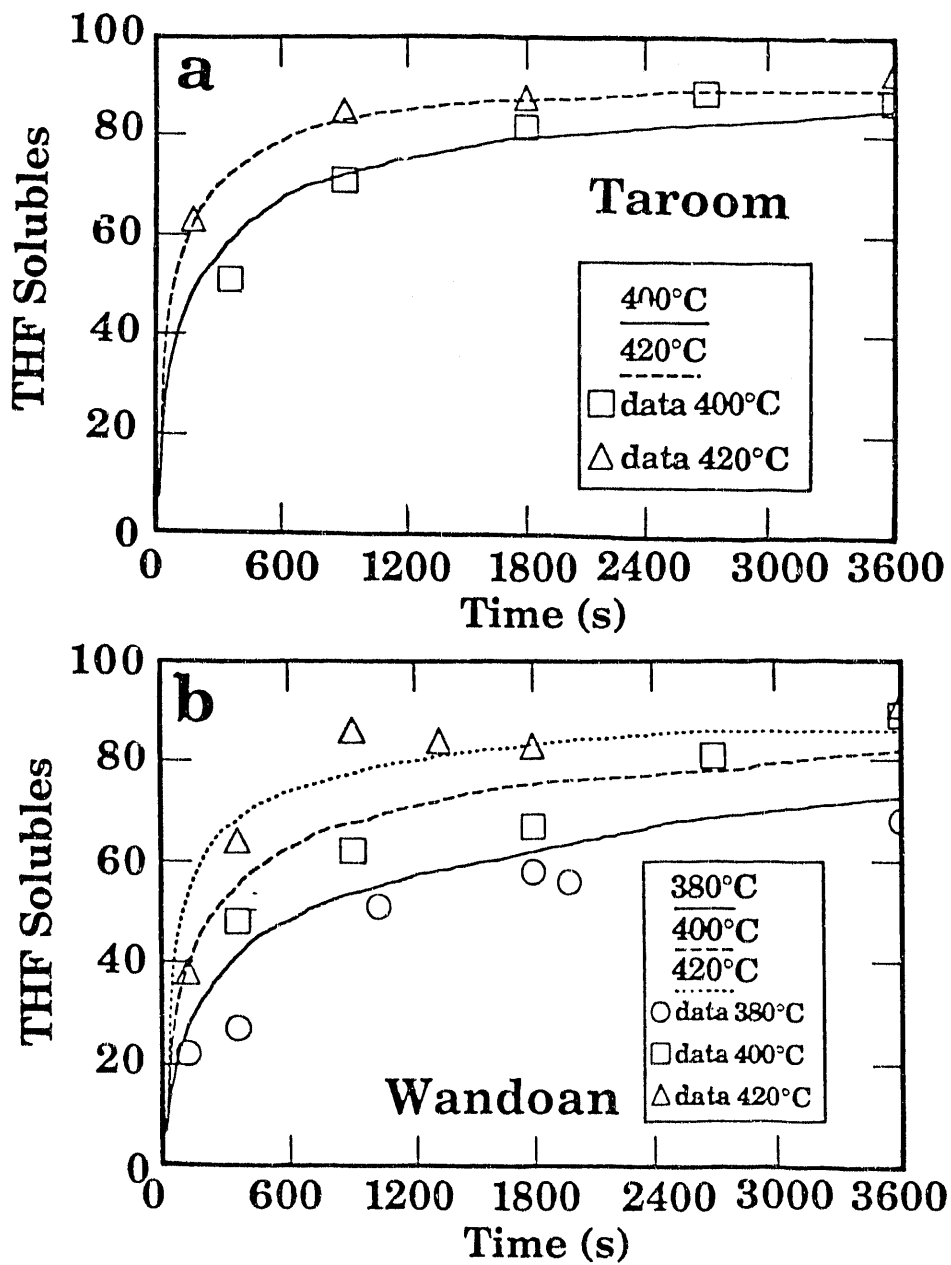 a
100
80
60
40
20
0
THF Solubles
Taroom
400°C
420°C
data 400°C
data 420°C
0 600 1200 1800 2400 3000 3600
Time (s)
b
100
80
60
40
20
0
THF Solubles
Wandoan
380°C
400°C
420°C
data 380°C
data 400°C
data 420°C
0 600 1200 1800 2400 3000 3600
Time (s)